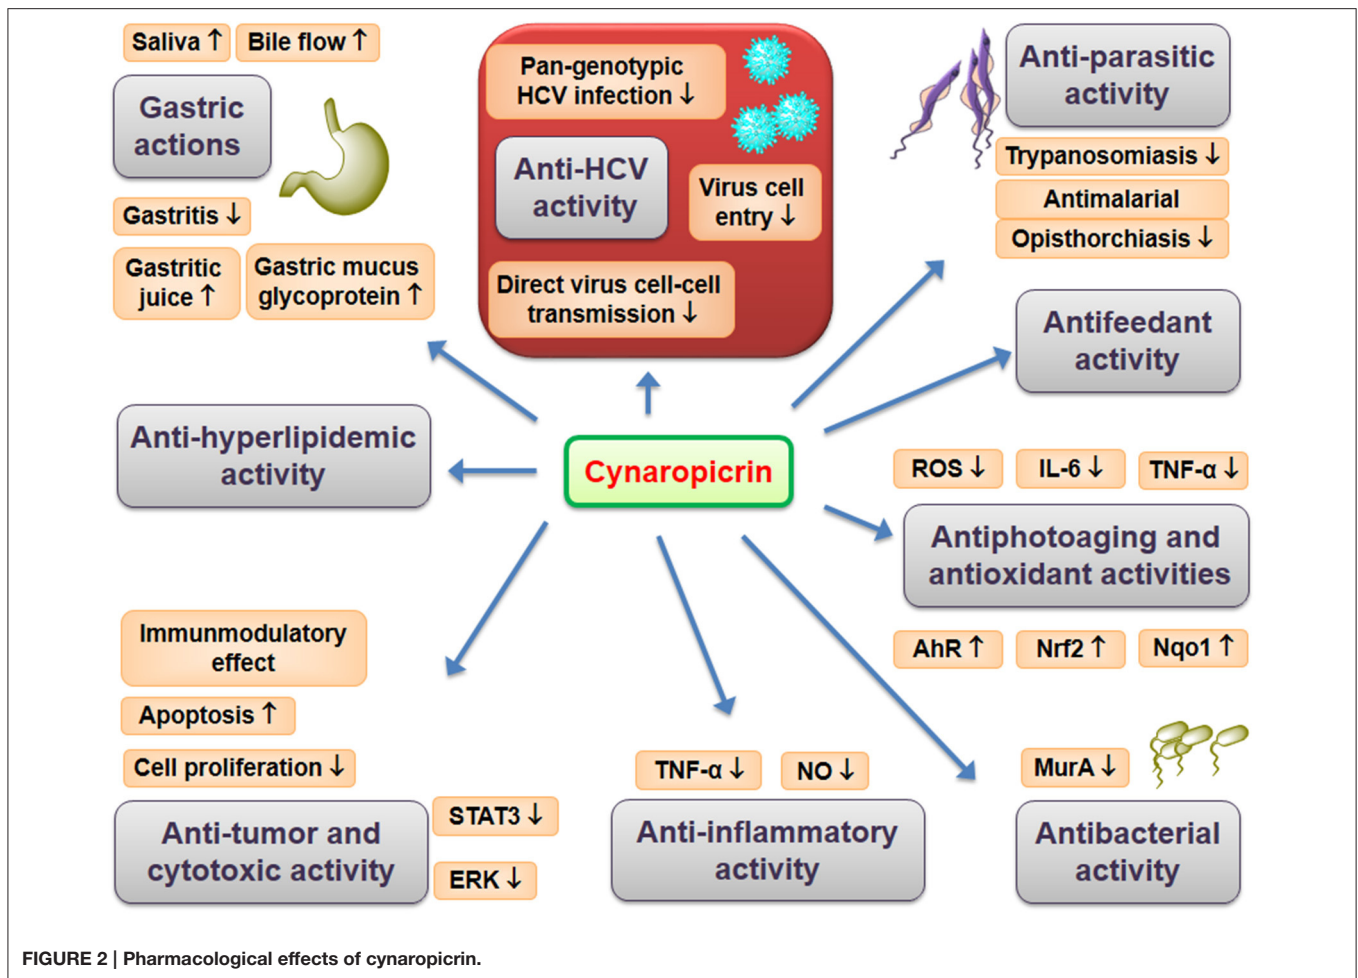 Saliva ↑
Bile flow ↑
Gastric
actions
Gastritis ↓
Gastritic
juice ↑
Gastric mucus
glycoprotein ↑
Pan-genotypic
HCV infection ↓
Anti-HCV
activity
Virus cell
entry ↓
Direct virus cell-cell
transmission ↓
Anti-parasitic
activity
Trypanosomiasis ↓
Antimalarial
Opisthorchiasis ↓
Antifeedant
activity
Anti-hyperlipidemic
activity
Cynaropicrin
ROS ↓
IL-6 ↓
TNF-α ↓
Antiphotoaging and
antioxidant activities
AhR ↑
Nrf2 ↑
Nqo1 ↑
Immunmodulatory
effect
Apoptosis ↑
Cell proliferation ↓
Anti-tumor and
cytotoxic activity
STAT3 ↓
ERK ↓
TNF-α ↓
NO ↓
Anti-inflammatory
activity
MurA ↓
Antibacterial
activity
FIGURE 2 | Pharmacological effects of cynaropicrin.